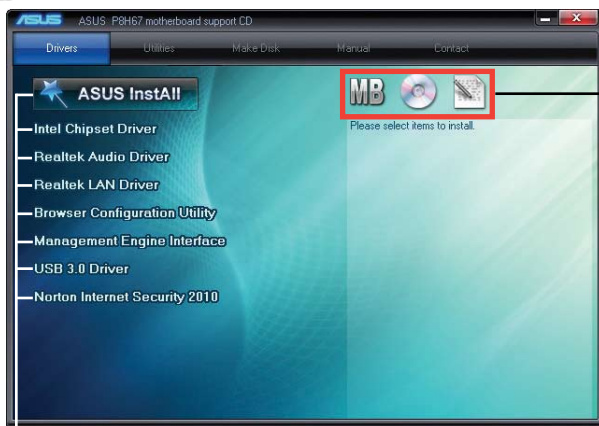 ASUS ASUS P8H67 motherboard support CD
Drivers Utilities Make Disk Manual Contact
ASUS InstAll
MB
Please select items to install.
Intel Chipset Driver
Realtek Audio Driver
Realtek LAN Driver
Browser Configuration Utility
Management Engine Interface
USB 3.0 Driver
Norton Internet Security 2010